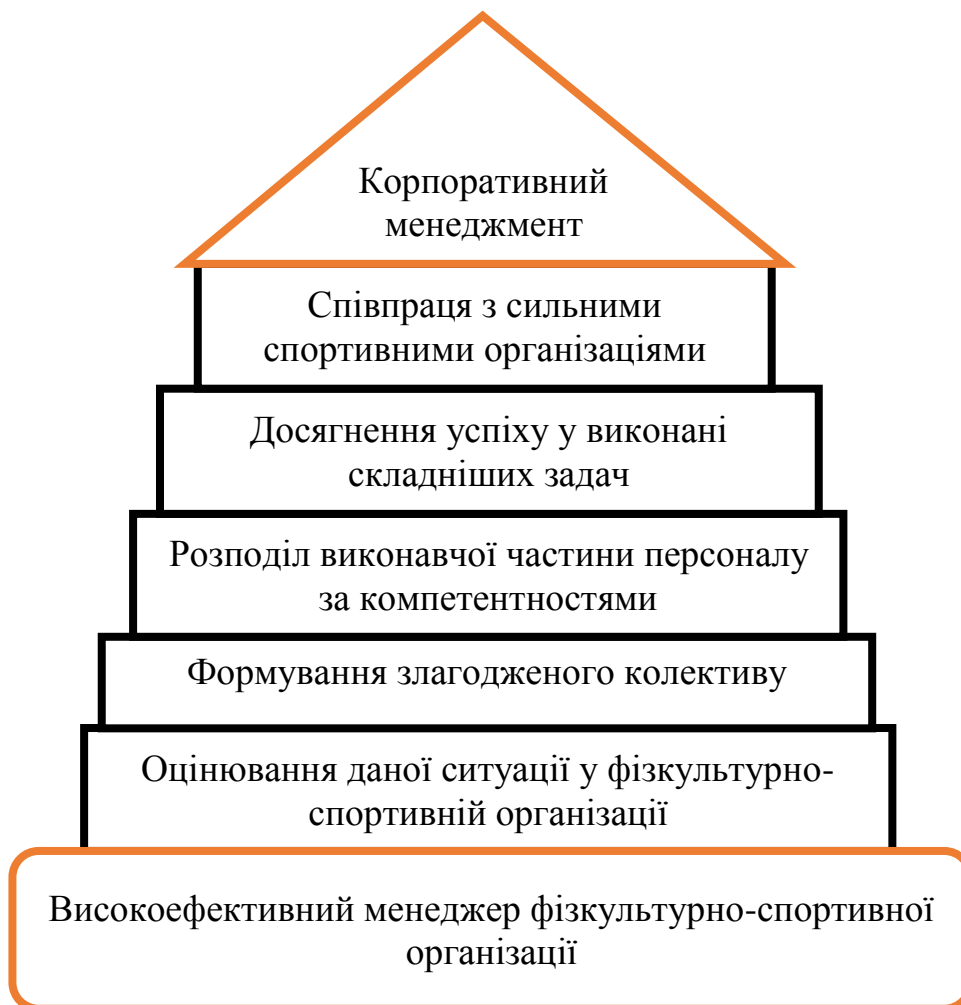 Корпоративний
менеджмент
Співпраця з сильними
спортивними організаціями
Досягнення успіху у виконані
складніших задач
Розподіл виконавчої частини персоналу
за компетентностями
Формування злагодженого колективу
Оцінювання даної ситуації у фізкультурно-
спортивній організації
Високоефективний менеджер фізкультурно-спортивної
організації